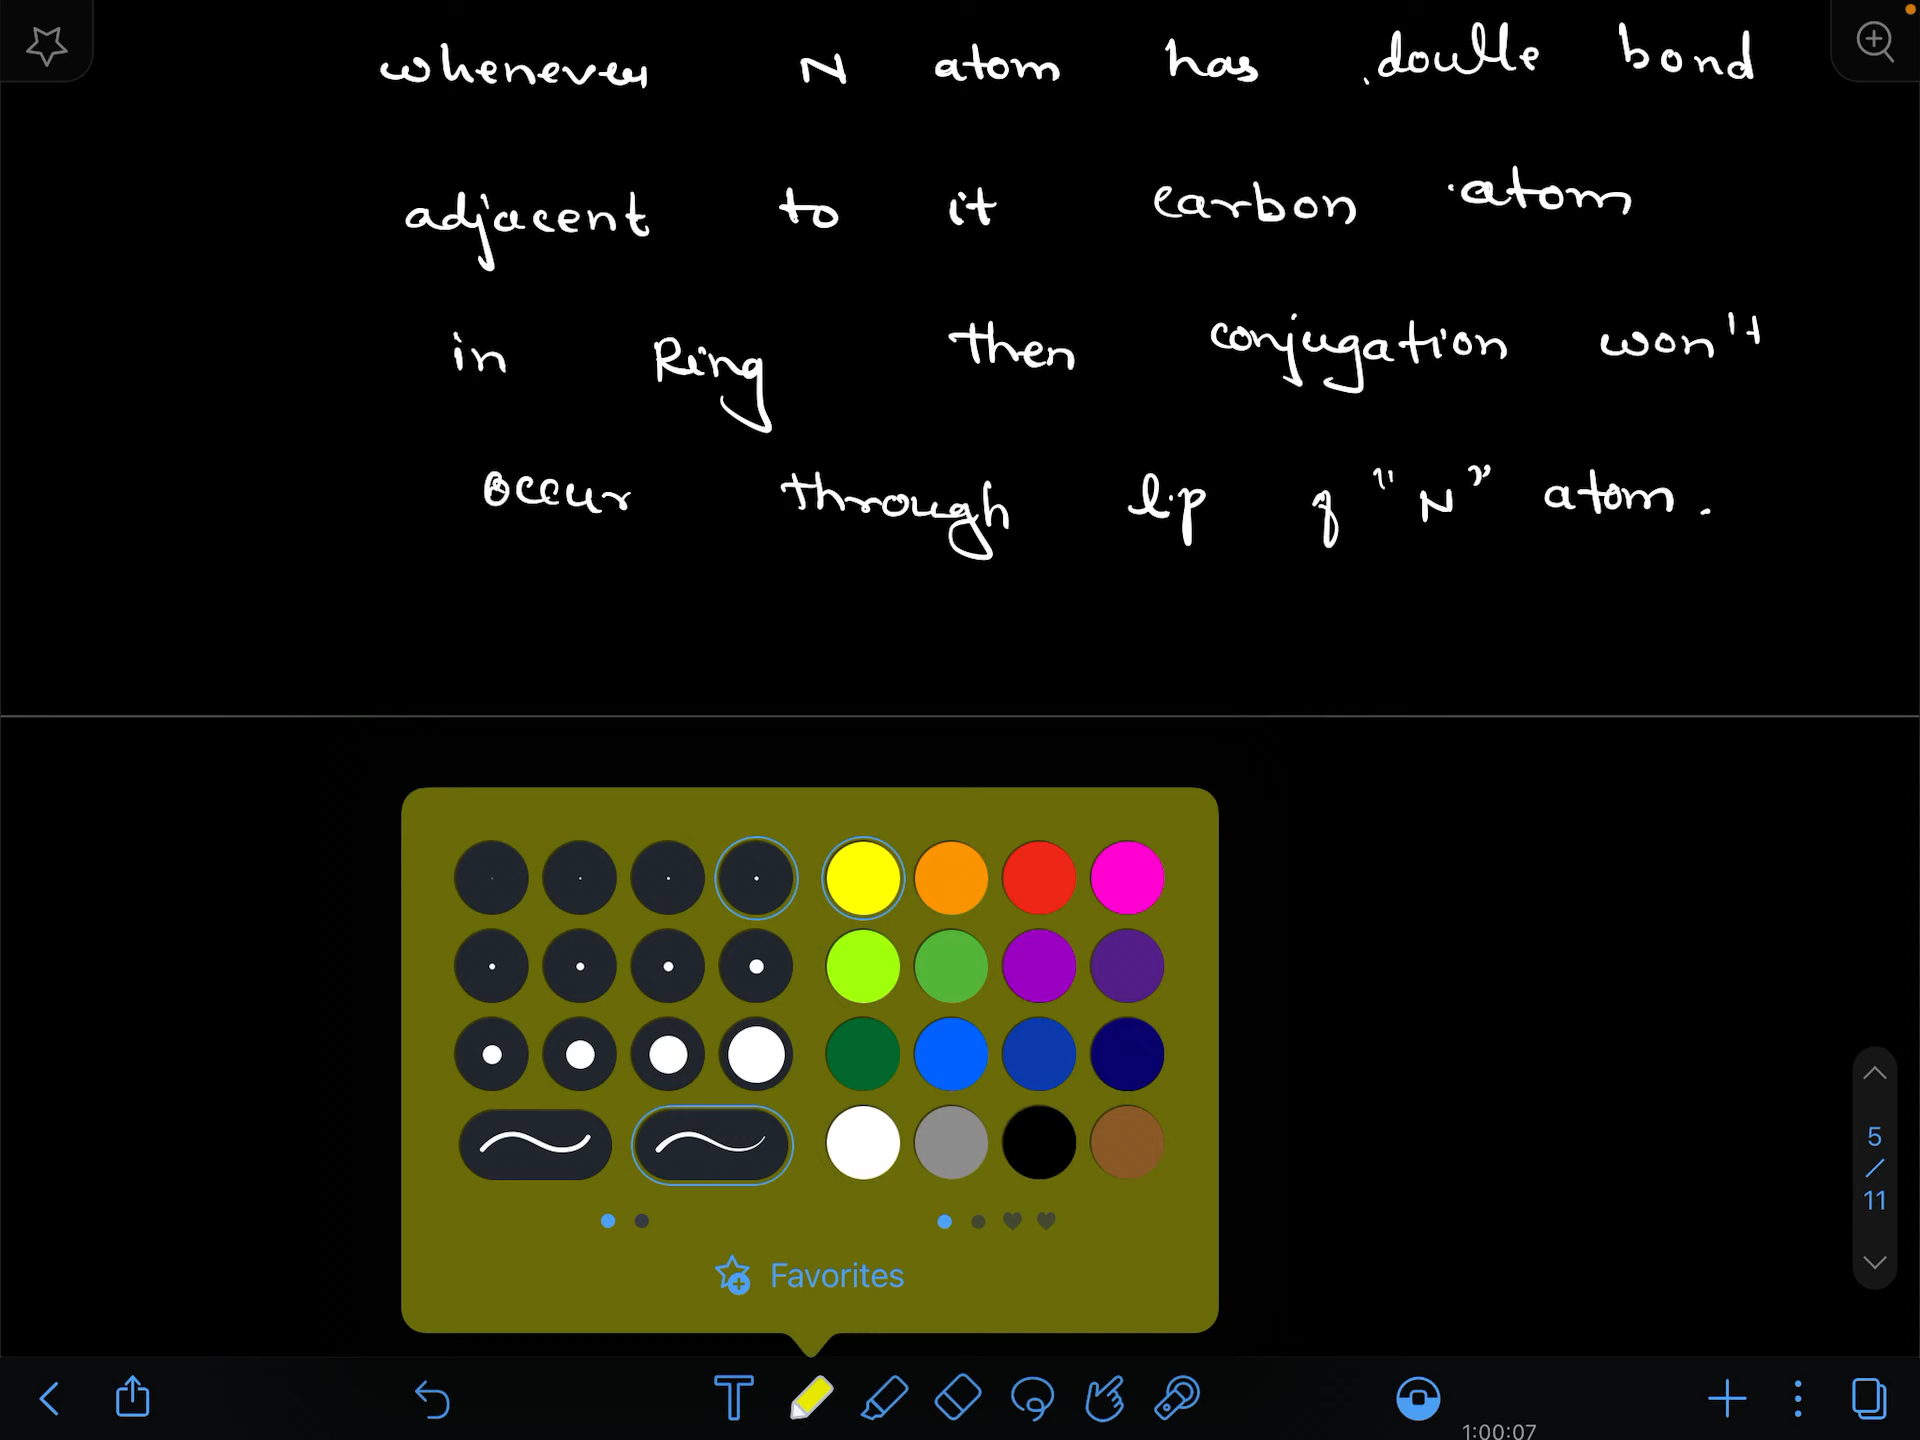 whenever N atom has double bond
adjacent to it carbon atom
in Ring then conjugation won't
occur through l.p of "N" atom.
Favorites
5
/
11
1:00:07